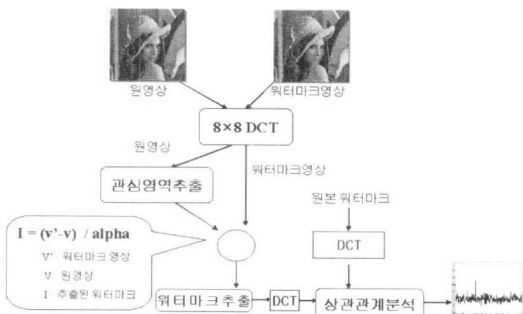 원영상
워터마크영상
8×8 DCT
원영상
워터마크영상
관심영역추출
원본 워터마크
I = (v'-v) / alpha
V' : 워터마크 영상
V : 원영상
I : 추출된 워터마크
DCT
워터마크추출
DCT
상관관계분석